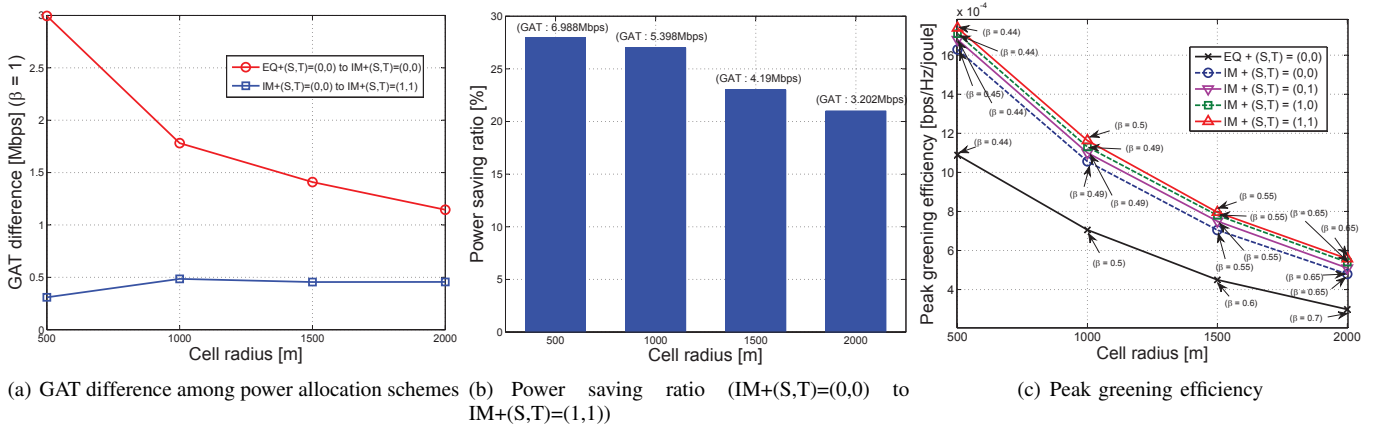 3
2.5
2
1.5
1
0.5
0
500
1000
1500
2000
GAT difference [Mbps] (β = 1)
Cell radius [m]
EQ+(S,T)=(0,0) to IM+(S,T)=(0,0)
IM+(S,T)=(0,0) to IM+(S,T)=(1,1)
(a) GAT difference among power allocation schemes
30
25
20
15
10
5
0
500
1000
1500
2000
Power saving ratio [%]
Cell radius [m]
(GAT : 6.988Mbps)
(GAT : 5.398Mbps)
(GAT : 4.19Mbps)
(GAT : 3.202Mbps)
(b) Power saving ratio (IM+(S,T)=(0,0) to
IM+(S,T)=(1,1))
x 10-4
18
16
14
12
10
8
6
4
500
1000
1500
2000
Peak greening efficiency [bps/Hz/joule]
Cell radius [m]
EQ + (S,T) = (0,0)
IM + (S,T) = (0,0)
IM + (S,T) = (0,1)
IM + (S,T) = (1,0)
IM + (S,T) = (1,1)
(β = 0.44)
(β = 0.44)
(β = 0.45)
(β = 0.44)
(β = 0.44)
(β = 0.5)
(β = 0.49)
(β = 0.49)
(β = 0.49)
(β = 0.5)
(β = 0.55)
(β = 0.55)
(β = 0.55)
(β = 0.55)
(β = 0.6)
(β = 0.65)
(β = 0.65)
(β = 0.65)
(β = 0.65)
(β = 0.7)
(c) Peak greening efficiency